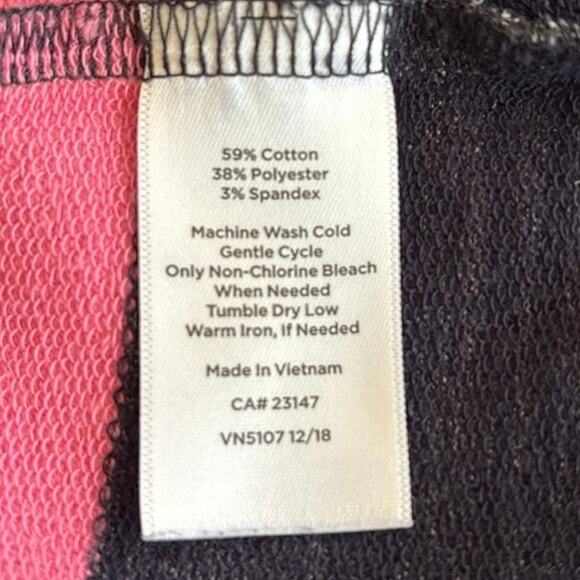 59% Cotton
38% Polyester
3% Spandex
Machine Wash Cold
Gentle Cycle
Only Non-Chlorine Bleach
When Needed
Tumble Dry Low
Warm Iron, If Needed
Made In Vietnam
CA# 23147
VN5107 12/18